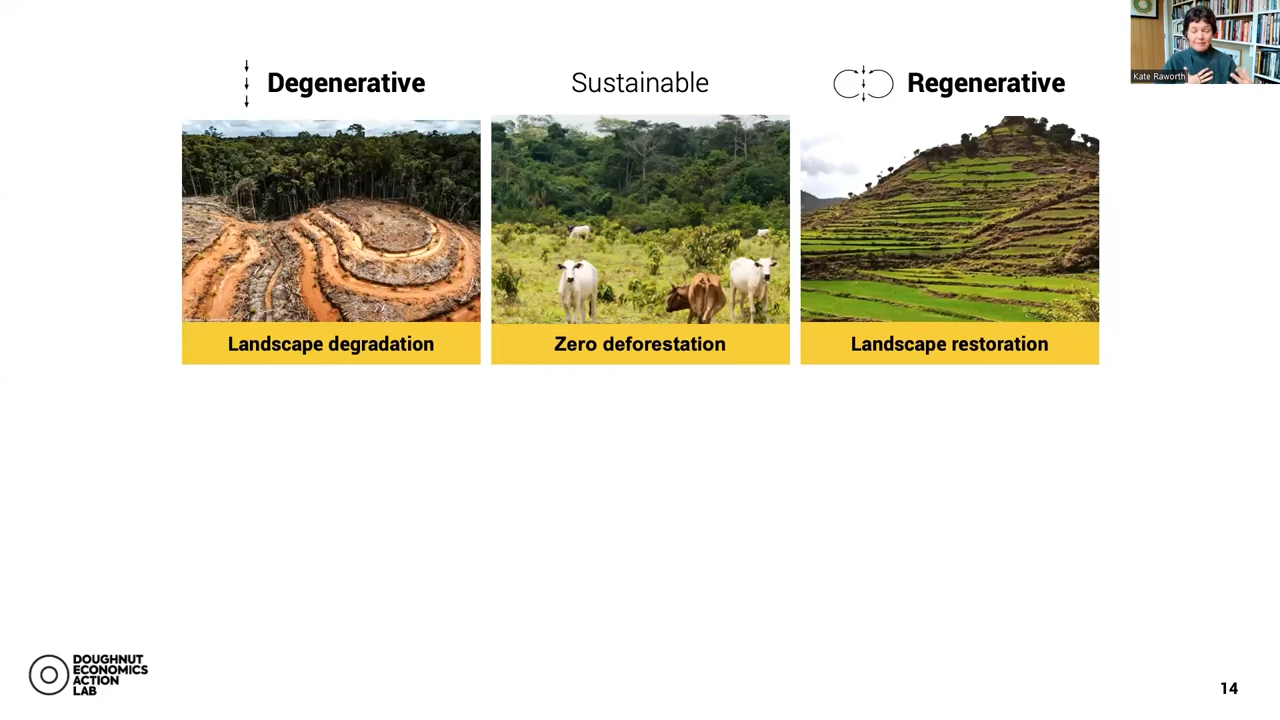 Degenerative
Sustainable
Regenerative
Kate Raworth
Landscape degradation
Zero deforestation
Landscape restoration
DOUGHNUT
ECONOMICS
ACTION
LAB
14